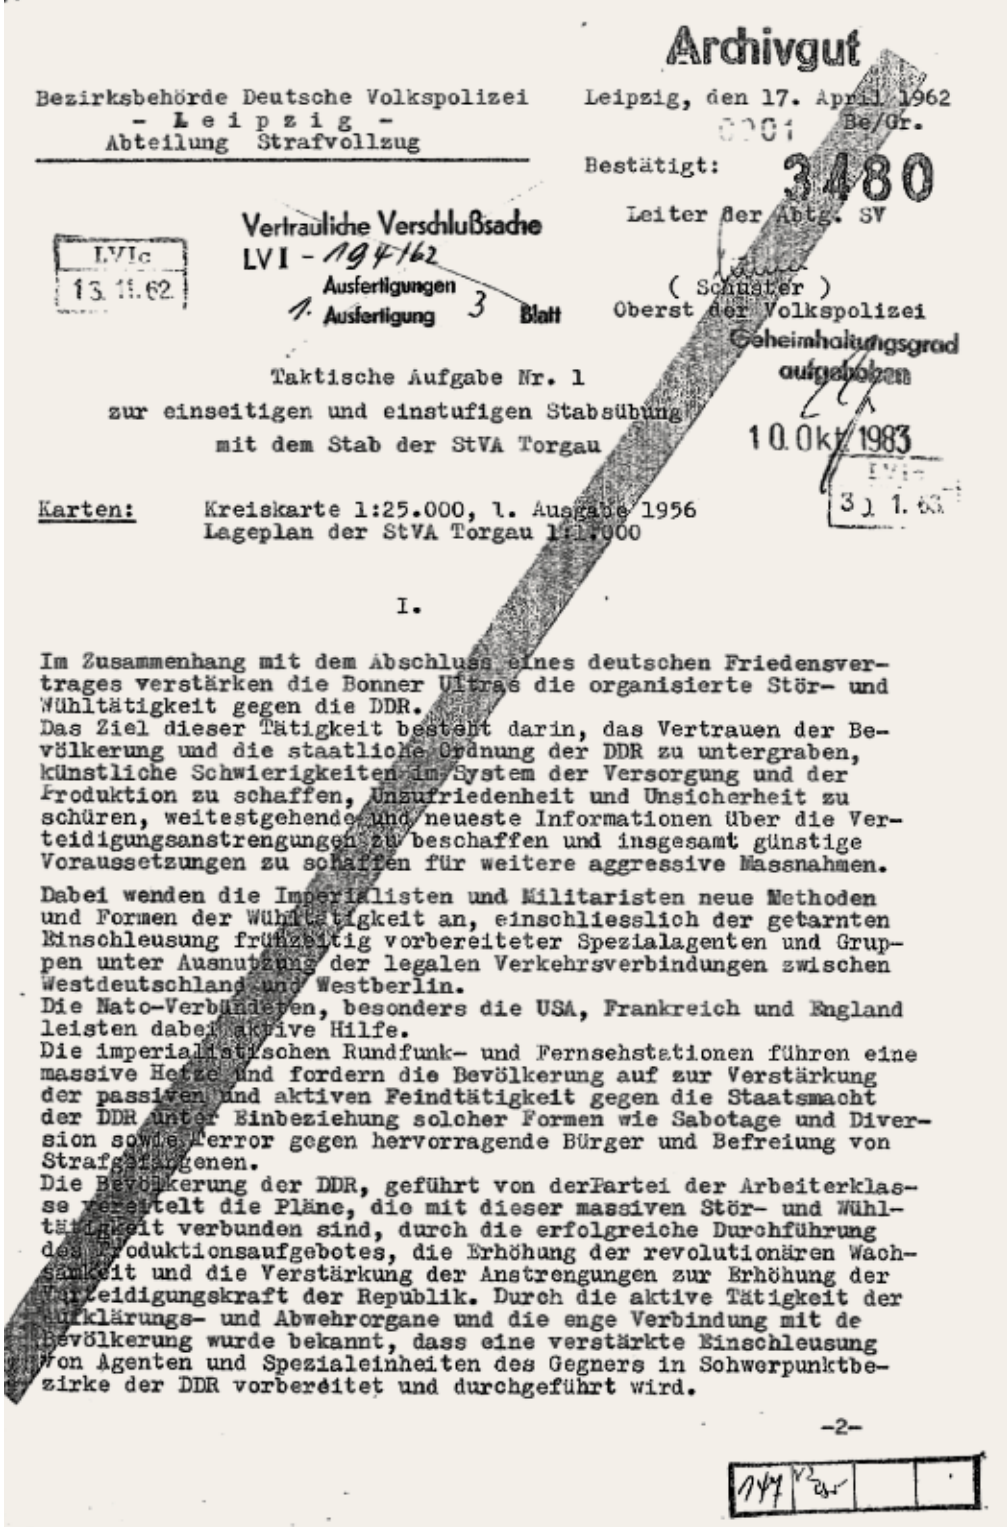 Archivgut
Bezirksbehörde Deutsche Volkspolizei
- Leipzig -
Abteilung Strafvollzug
Leipzig, den 17. April 1962
0001 Be/Gr.
Bestätigt:
3480
Leiter der Abtg. SV
( Schuster )
Oberst der Volkspolizei
Vertrauliche Verschlußsache
LVI - 194/62
Ausfertigungen
1. Ausfertigung 3 Blatt
LVIc
13. 11. 62
Geheimhaltungsgrad
aufgehoben
10. Okt. 1983
LVIc
30. 1. 63
Taktische Aufgabe Nr. 1
zur einseitigen und einstufigen Stabsübung
mit dem Stab der StVA Torgau
Karten: Kreiskarte 1:25.000, 1. Ausgabe 1956
Lageplan der StVA Torgau 1:1.000
I.
Im Zusammenhang mit dem Abschluss eines deutschen Friedensver-
trages verstärken die Bonner Ultras die organisierte Stör- und
Wühltätigkeit gegen die DDR.
Das Ziel dieser Tätigkeit besteht darin, das Vertrauen der Be-
völkerung und die staatliche Ordnung der DDR zu untergraben,
künstliche Schwierigkeiten im System der Versorgung und der
Produktion zu schaffen, Unzufriedenheit und Unsicherheit zu
schüren, weitestgehende und neueste Informationen über die Ver-
teidigungsanstrengungen zu beschaffen und insgesamt günstige
Voraussetzungen zu schaffen für weitere aggressive Massnahmen.
Dabei wenden die Imperialisten und Militaristen neue Methoden
und Formen der Wühltätigkeit an, einschliesslich der getarnten
Einschleusung frühzeitig vorbereiteter Spezialagenten und Grup-
pen unter Ausnutzung der legalen Verkehrsverbindungen zwischen
Westdeutschland und Westberlin.
Die Nato-Verbündeten, besonders die USA, Frankreich und England
leisten dabei aktive Hilfe.
Die imperialistischen Rundfunk- und Fernsehstationen führen eine
massive Hetze und fordern die Bevölkerung auf zur Verstärkung
der passiven und aktiven Feindtätigkeit gegen die Staatsmacht
der DDR unter Einbeziehung solcher Formen wie Sabotage und Diver-
sion sowie Terror gegen hervorragende Bürger und Befreiung von
Strafgefangenen.
Die Bevölkerung der DDR, geführt von derPartei der Arbeiterklas-
se vereitelt die Pläne, die mit dieser massiven Stör- und Wühl-
tätigkeit verbunden sind, durch die erfolgreiche Durchführung
des Produktionsaufgebotes, die Erhöhung der revolutionären Wach-
samkeit und die Verstärkung der Anstrengungen zur Erhöhung der
Verteidigungskraft der Republik. Durch die aktive Tätigkeit der
Aufklärungs- und Abwehrorgane und die enge Verbindung mit de
Bevölkerung wurde bekannt, dass eine verstärkte Einschleusung
von Agenten und Spezialeinheiten des Gegners in Schwerpunktbe-
zirke der DDR vorbereitet und durchgeführt wird.
-2-
147